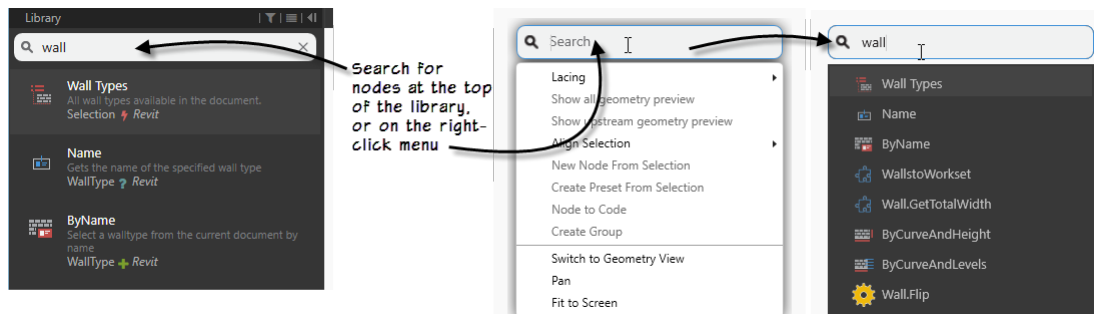 Library
wall
Wall Types
All wall types available in the document.
Selection Revit
Name
Gets the name of the specified wall type
WallType ? Revit
ByName
Select a walltype from the current document by
name
WallType + Revit
Search for
nodes at the top
of the library,
or on the right-
click menu
Search
Lacing
Show all geometry preview
Show upstream geometry preview
Align Selection
New Node From Selection
Create Preset From Selection
Node to Code
Create Group
Switch to Geometry View
Pan
Fit to Screen
wall
Wall Types
Name
ByName
WallstoWorkset
Wall.GetTotalWidth
ByCurveAndHeight
ByCurveAndLevels
Wall.Flip